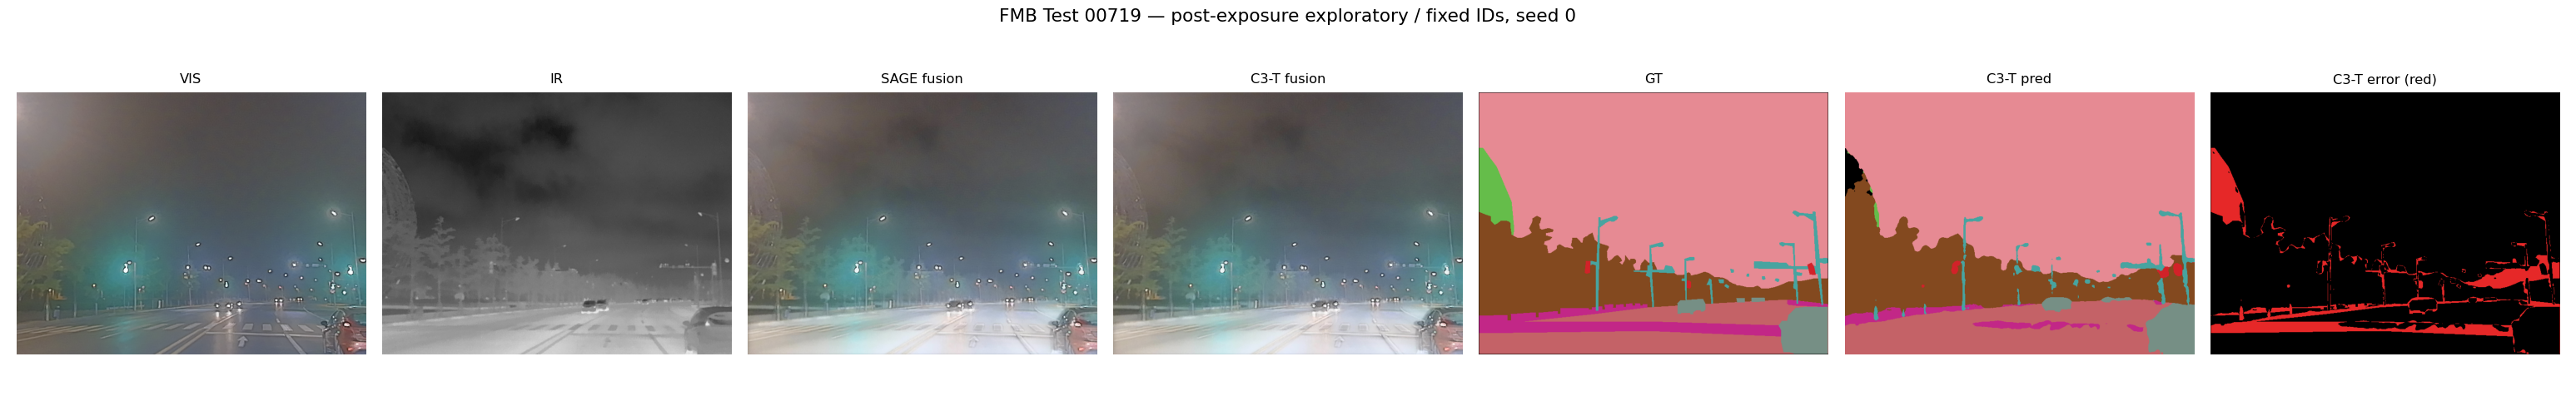 FMB Test 00719 — post-exposure exploratory / fixed IDs, seed 0
VIS
IR
SAGE fusion
C3-T fusion
GT
C3-T pred
C3-T error (red)